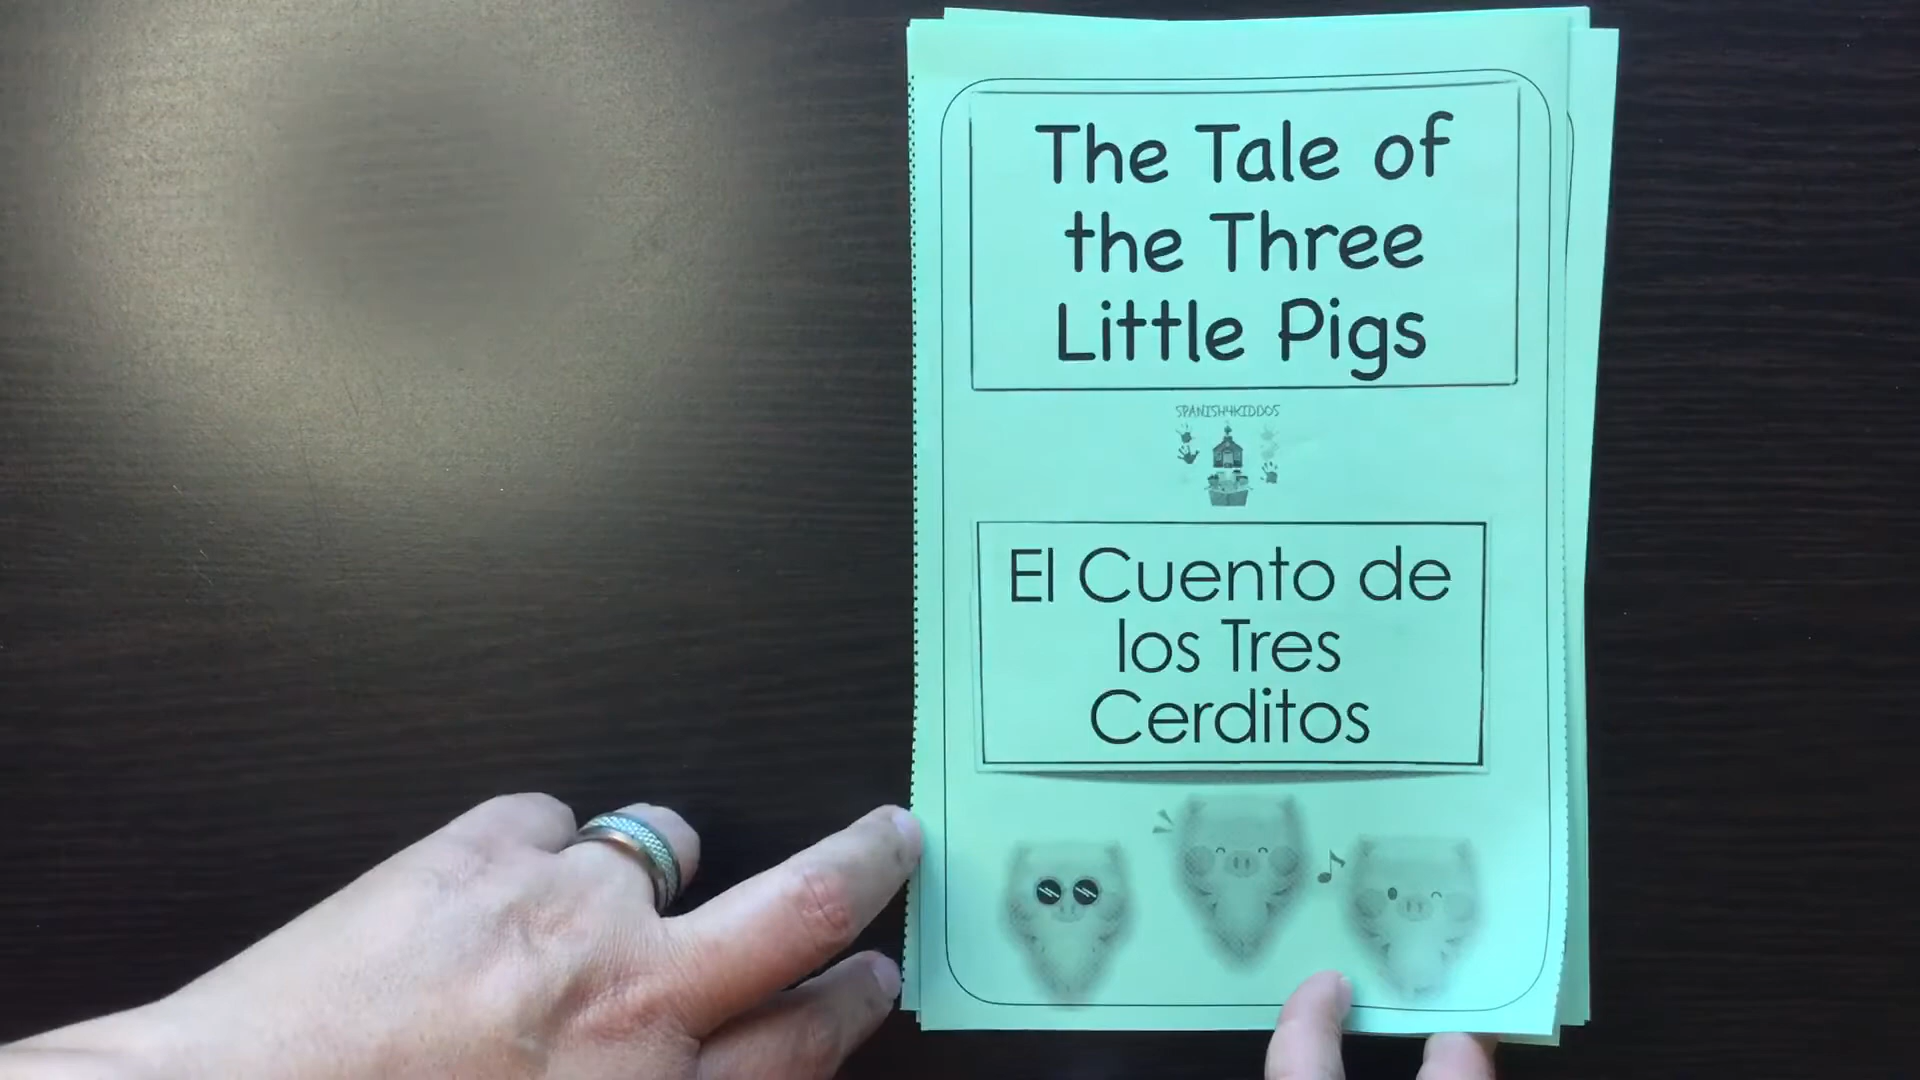 The Tale of
the Three
Little Pigs
SPANISH4KIDDOS
El Cuento de
los Tres
Cerditos